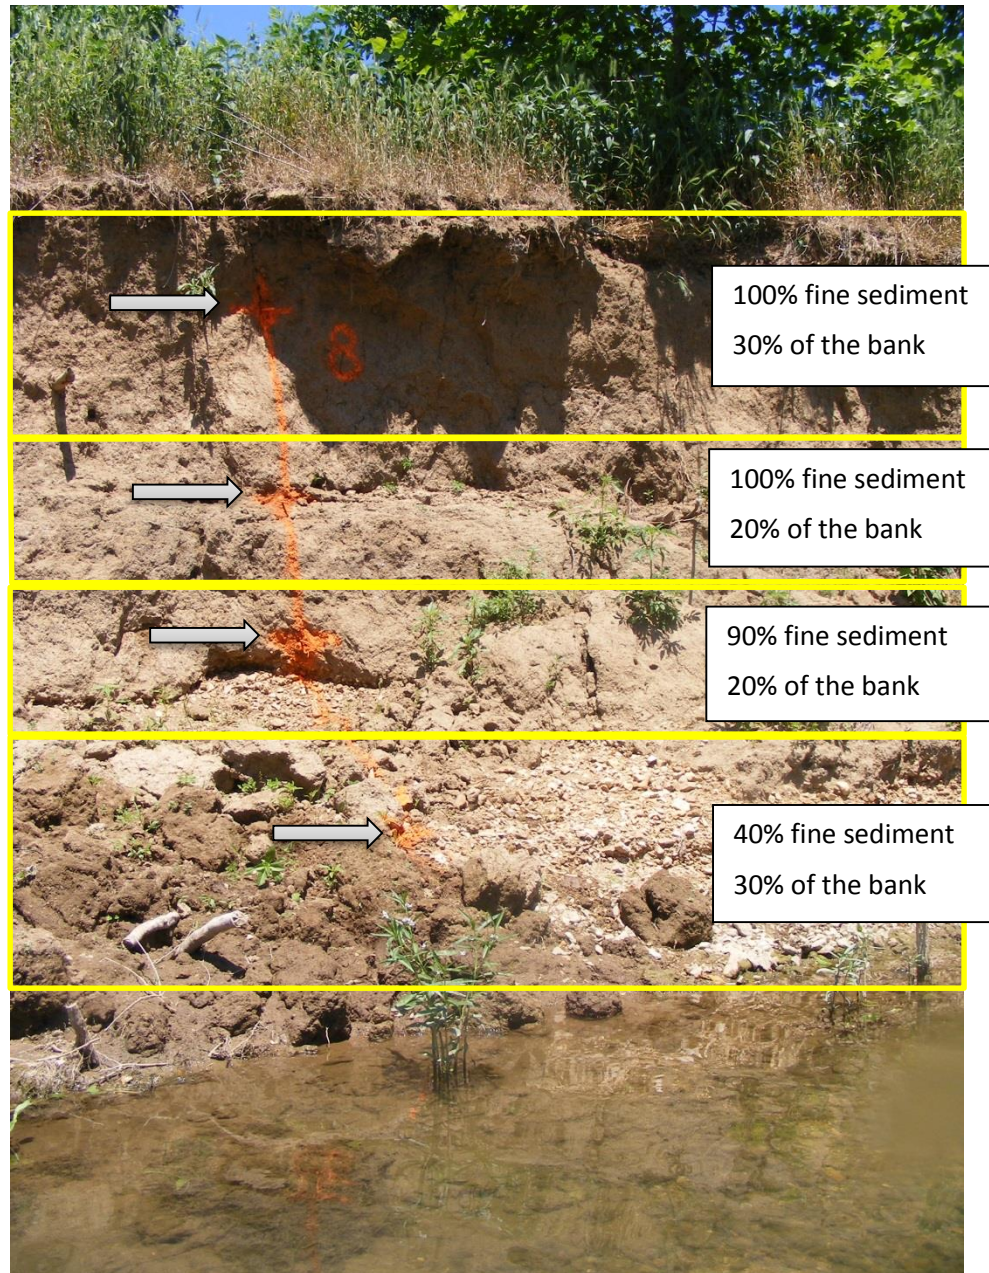 8
100% fine sediment
30% of the bank
100% fine sediment
20% of the bank
90% fine sediment
20% of the bank
40% fine sediment
30% of the bank